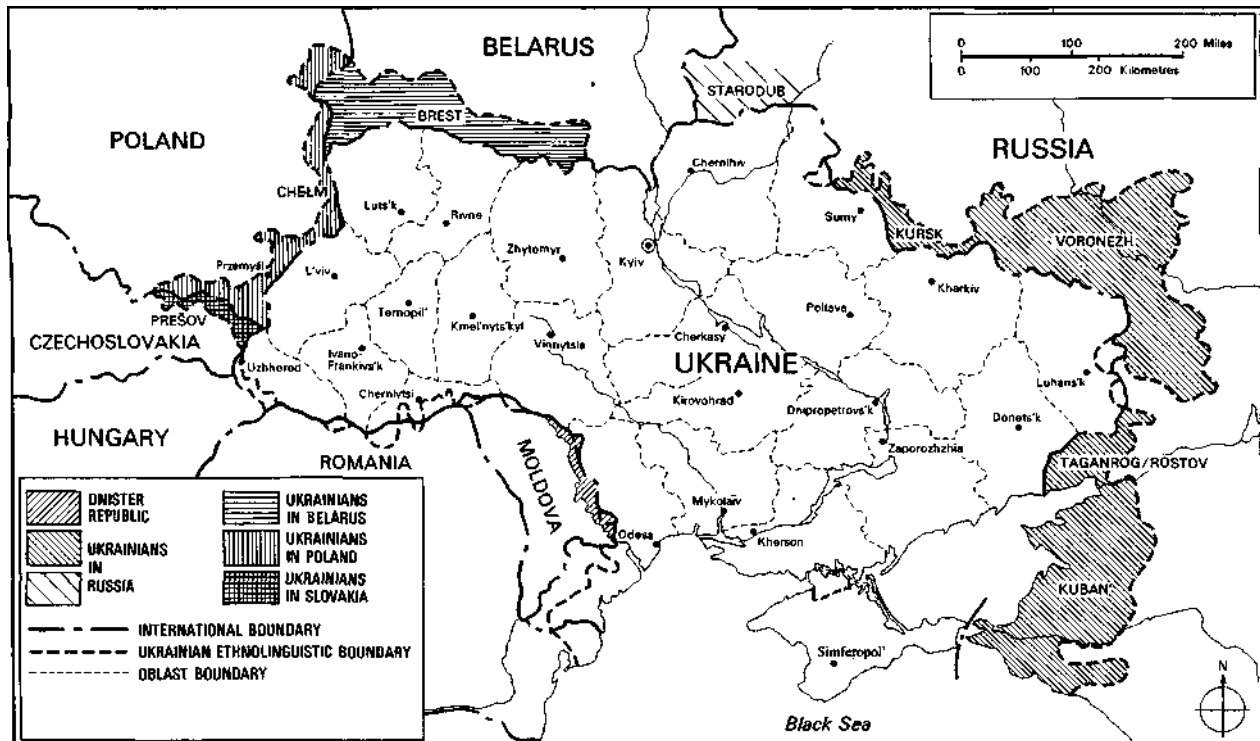 BELARUS
0 100 200 Miles
0 100 200 Kilometres
STARODUB
BREST
POLAND
RUSSIA
Chernihiv
CHEŁM
Luts'k
Rivne
Sumy
KURSK
VORONEZH
Zhytomyr
Kyiv
Przemyśl
L'viv
Kharkiv
Ternopil'
Kmel'nyts'kyi
Poltava
PREŠOV
Cherkasy
CZECHOSLOVAKIA
Vinnytsia
UKRAINE
Ivano-
Frankivs'k
Uzhhorod
Luhans'k
Chernivtsi
Kirovohrad
Dnipropetrovs'k
Donets'k
HUNGARY
Zaporozhzhia
ROMANIA
TAGANROG/ROSTOV
MOLDOVA
Mykolaïv
Odesa
Kherson
KUBAN'
Simferopol'
Black Sea
N
DNISTER
REPUBLIC
UKRAINIANS
IN
RUSSIA
UKRAINIANS
IN BELARUS
UKRAINIANS
IN POLAND
UKRAINIANS
IN SLOVAKIA
INTERNATIONAL BOUNDARY
UKRAINIAN ETHNOLINGUISTIC BOUNDARY
OBLAST BOUNDARY